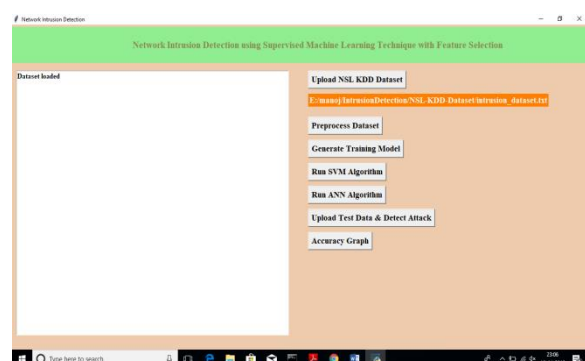 Network Intrusion Detection
Network Intrusion Detection using Supervised Machine Learning Technique with Feature Selection
Dataset loaded
Upload NSL KDD Dataset
E:/manoj/IntrusionDetection/NSL-KDD-Dataset/intrusion_dataset.txt
Preprocess Dataset
Generate Training Model
Run SVM Algorithm
Run ANN Algorithm
Upload Test Data & Detect Attack
Accuracy Graph
Type here to search
23:06